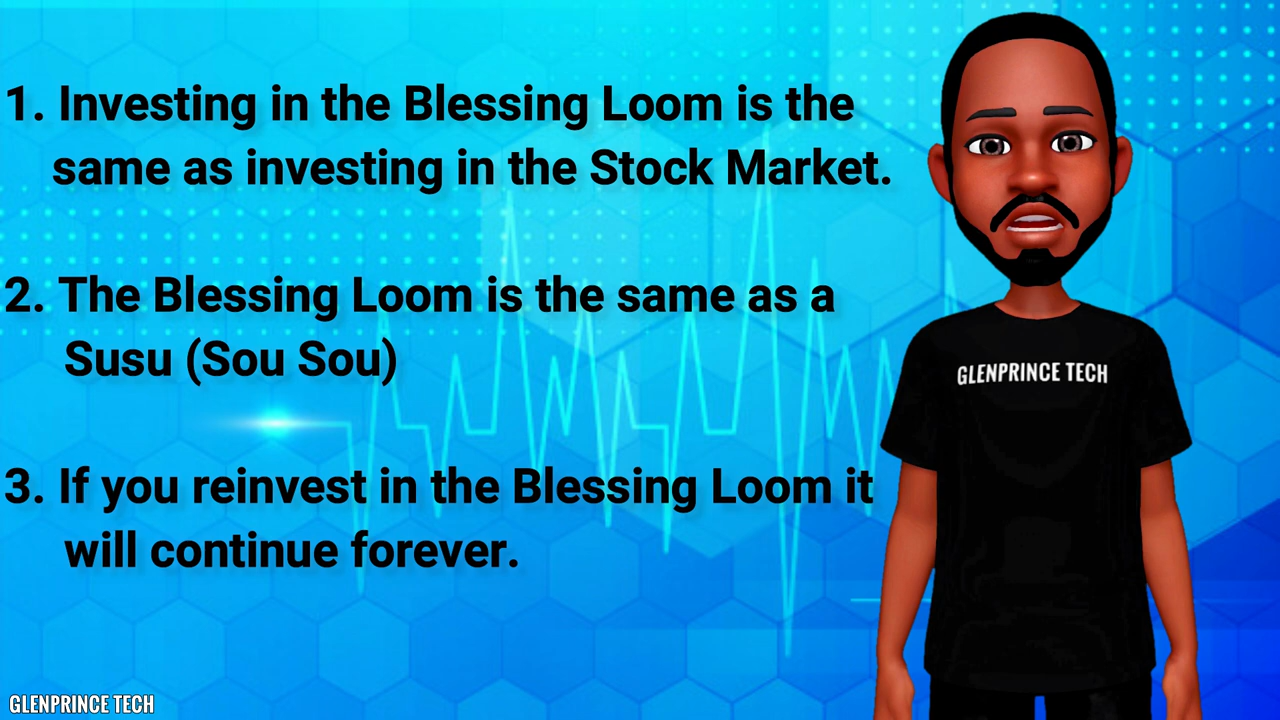 1. Investing in the Blessing Loom is the
same as investing in the Stock Market.
2. The Blessing Loom is the same as a
Susu (Sou Sou)
3. If you reinvest in the Blessing Loom it
will continue forever.
GLENPRINCE TECH
GLENPRINCE TECH